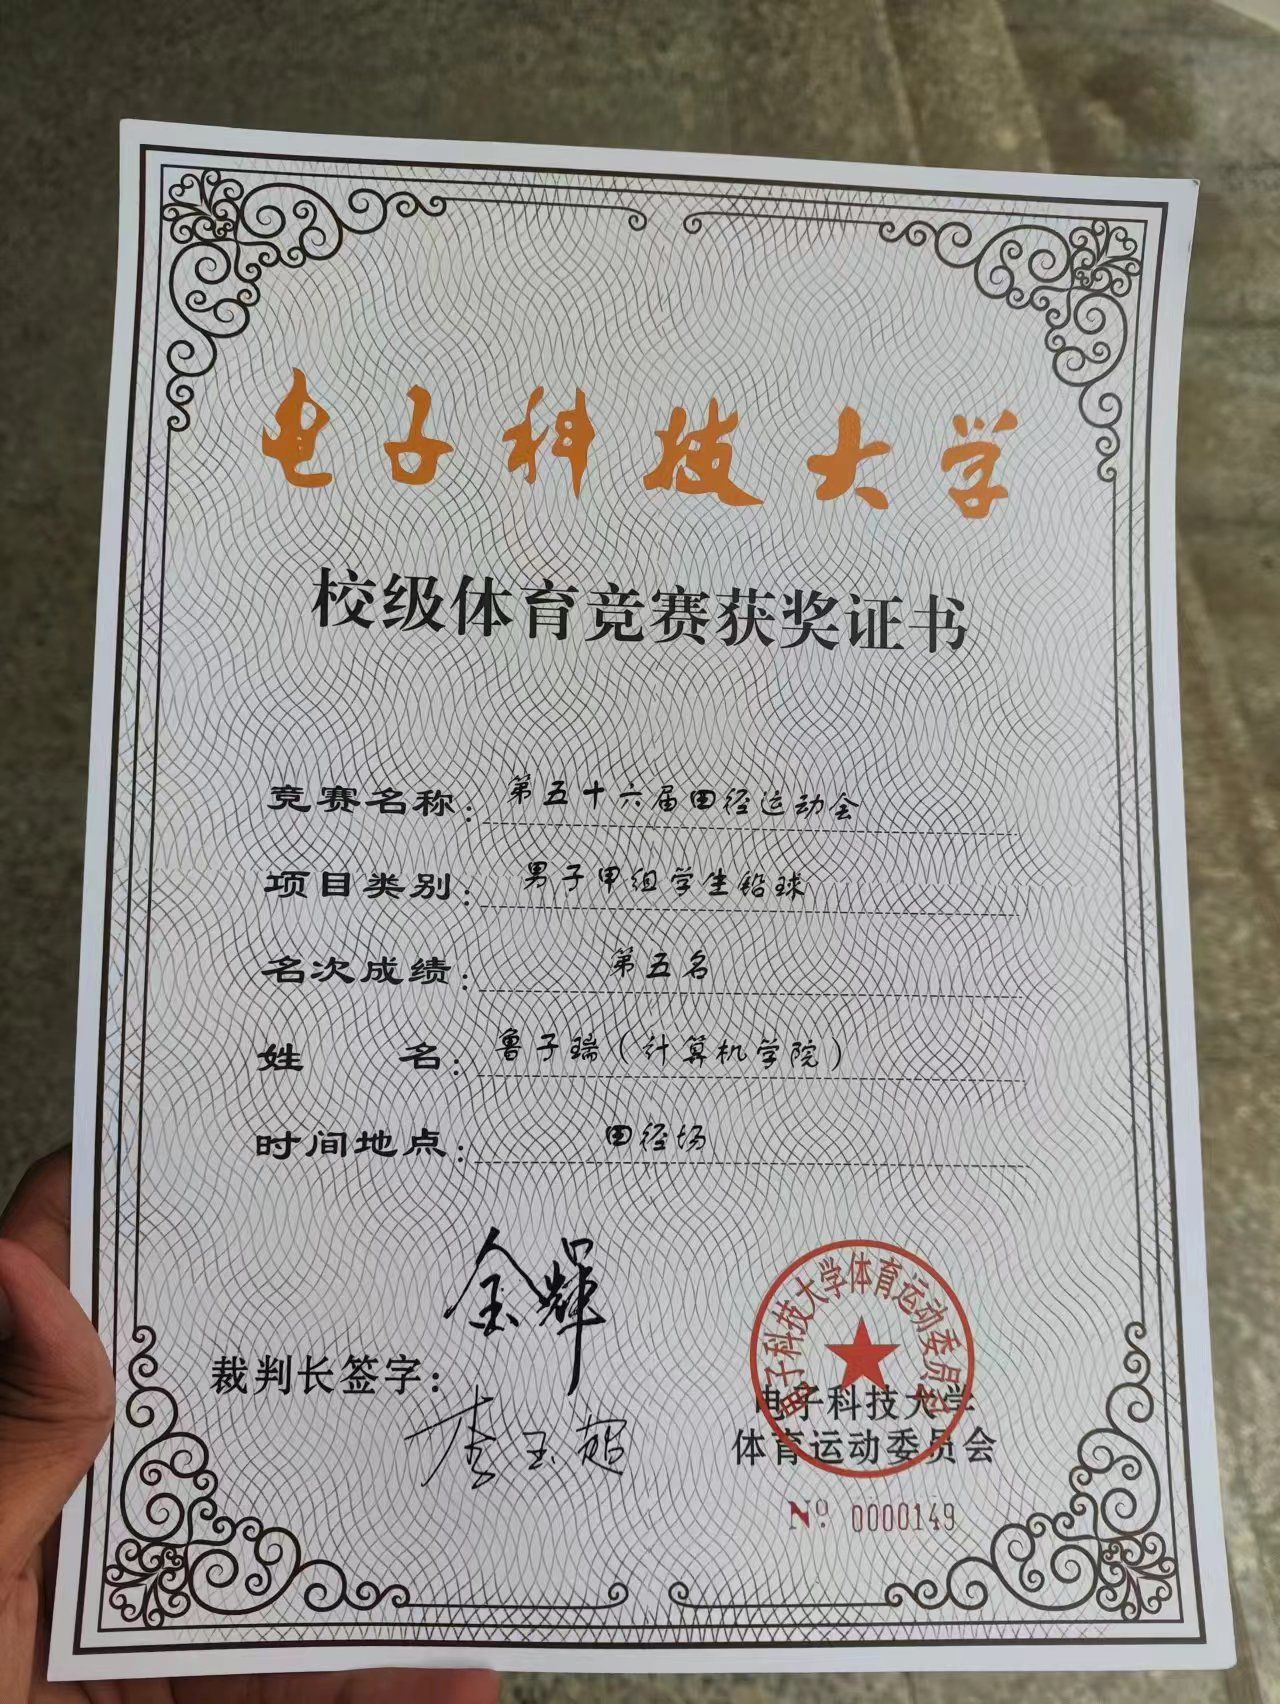 电子科技大学
校级体育竞赛获奖证书
竞赛名称：第五十六届田径运动会
项目类别：男子甲组学生铅球
名次成绩：第五名
姓名：鲁子瑞（计算机学院）
时间地点：田径场
金辉
裁判长签字：
李玉超
电子科技大学体育运动委员会
电子科技大学
体育运动委员会
Nº 0000149